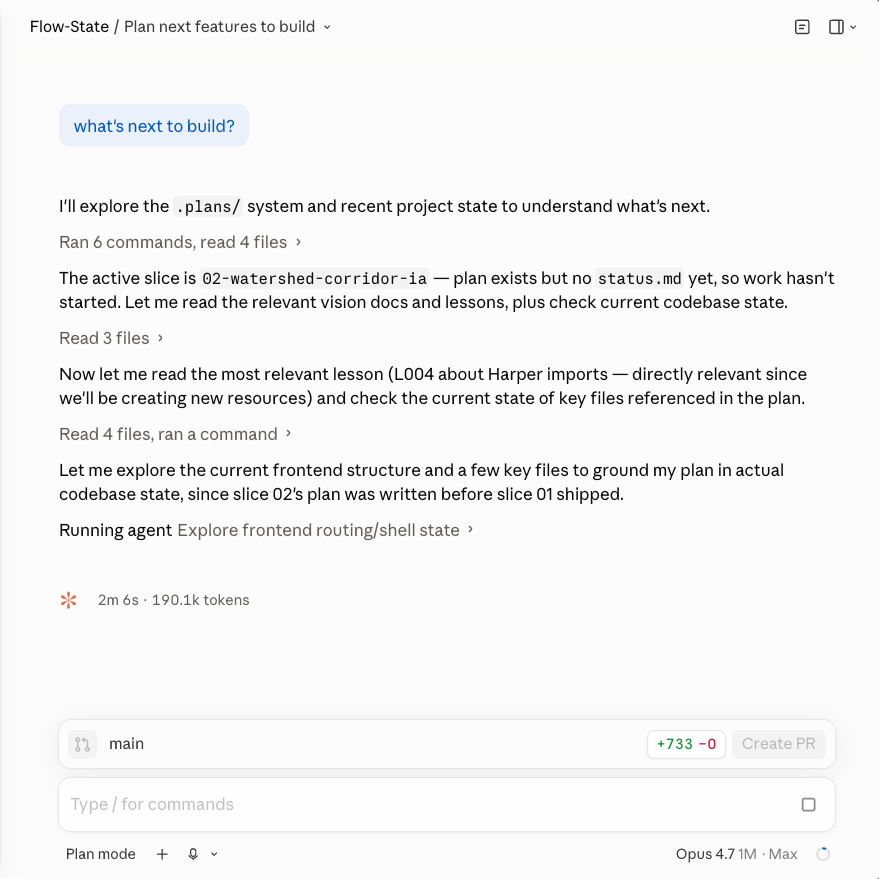 Flow-State / Plan next features to build
what's next to build?
I'll explore the .plans/ system and recent project state to understand what's next.
Ran 6 commands, read 4 files
The active slice is 02-watershed-corridor-ia — plan exists but no status.md yet, so work hasn't
started. Let me read the relevant vision docs and lessons, plus check current codebase state.
Read 3 files
Now let me read the most relevant lesson (L004 about Harper imports — directly relevant since
we'll be creating new resources) and check the current state of key files referenced in the plan.
Read 4 files, ran a command
Let me explore the current frontend structure and a few key files to ground my plan in actual
codebase state, since slice 02's plan was written before slice 01 shipped.
Running agent Explore frontend routing/shell state
2m 6s · 190.1k tokens
main +733 −0 Create PR
Type / for commands
Plan mode Opus 4.7 1M · Max